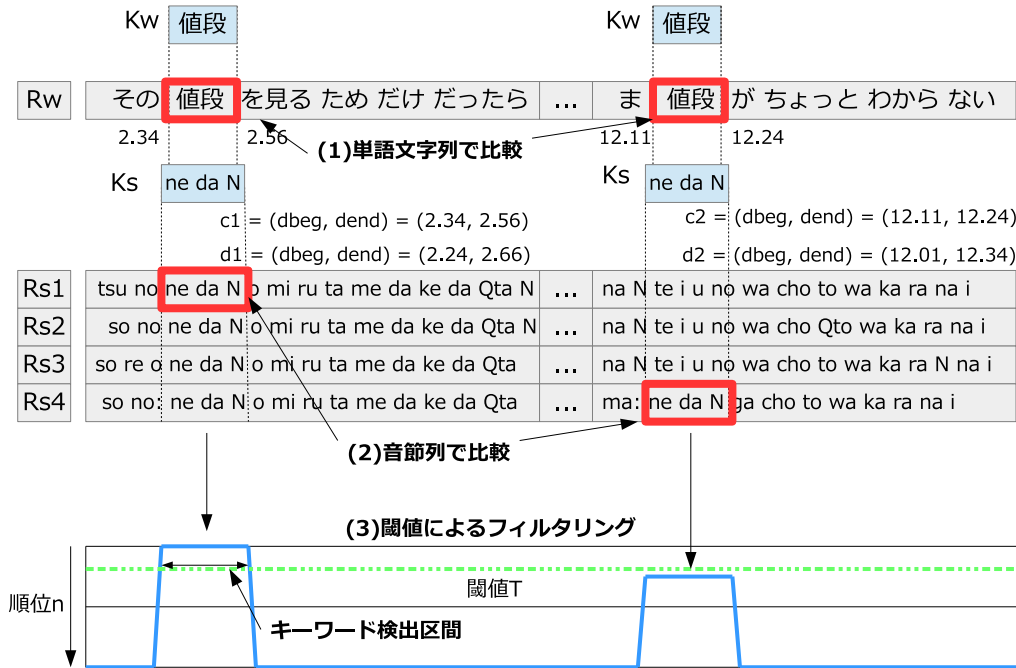 Kw 値段 Kw 値段
Rw その 値段 を見る ため だけ だったら ... ま 値段 が ちょっと わから ない
2.34 2.56 (1)単語文字列で比較 12.11 12.24
Ks ne da N Ks ne da N
c1 = (dbeg, dend) = (2.34, 2.56) c2 = (dbeg, dend) = (12.11, 12.24)
d1 = (dbeg, dend) = (2.24, 2.66) d2 = (dbeg, dend) = (12.01, 12.34)
Rs1 tsu no ne da N o mi ru ta me da ke da Qta N ... na N te i u no wa cho to wa ka ra na i
Rs2 so no ne da N o mi ru ta me da ke da Qta N ... na N te i u no wa cho Qto wa ka ra na i
Rs3 so re o ne da N o mi ru ta me da ke da Qta ... na N te i u no wa cho to wa ka ra N na i
Rs4 so no: ne da N o mi ru ta me da ke da Qta ... ma: ne da N ga cho to wa ka ra na i
(2)音節列で比較
(3)閾値によるフィルタリング
閾値T
順位n
キーワード検出区間